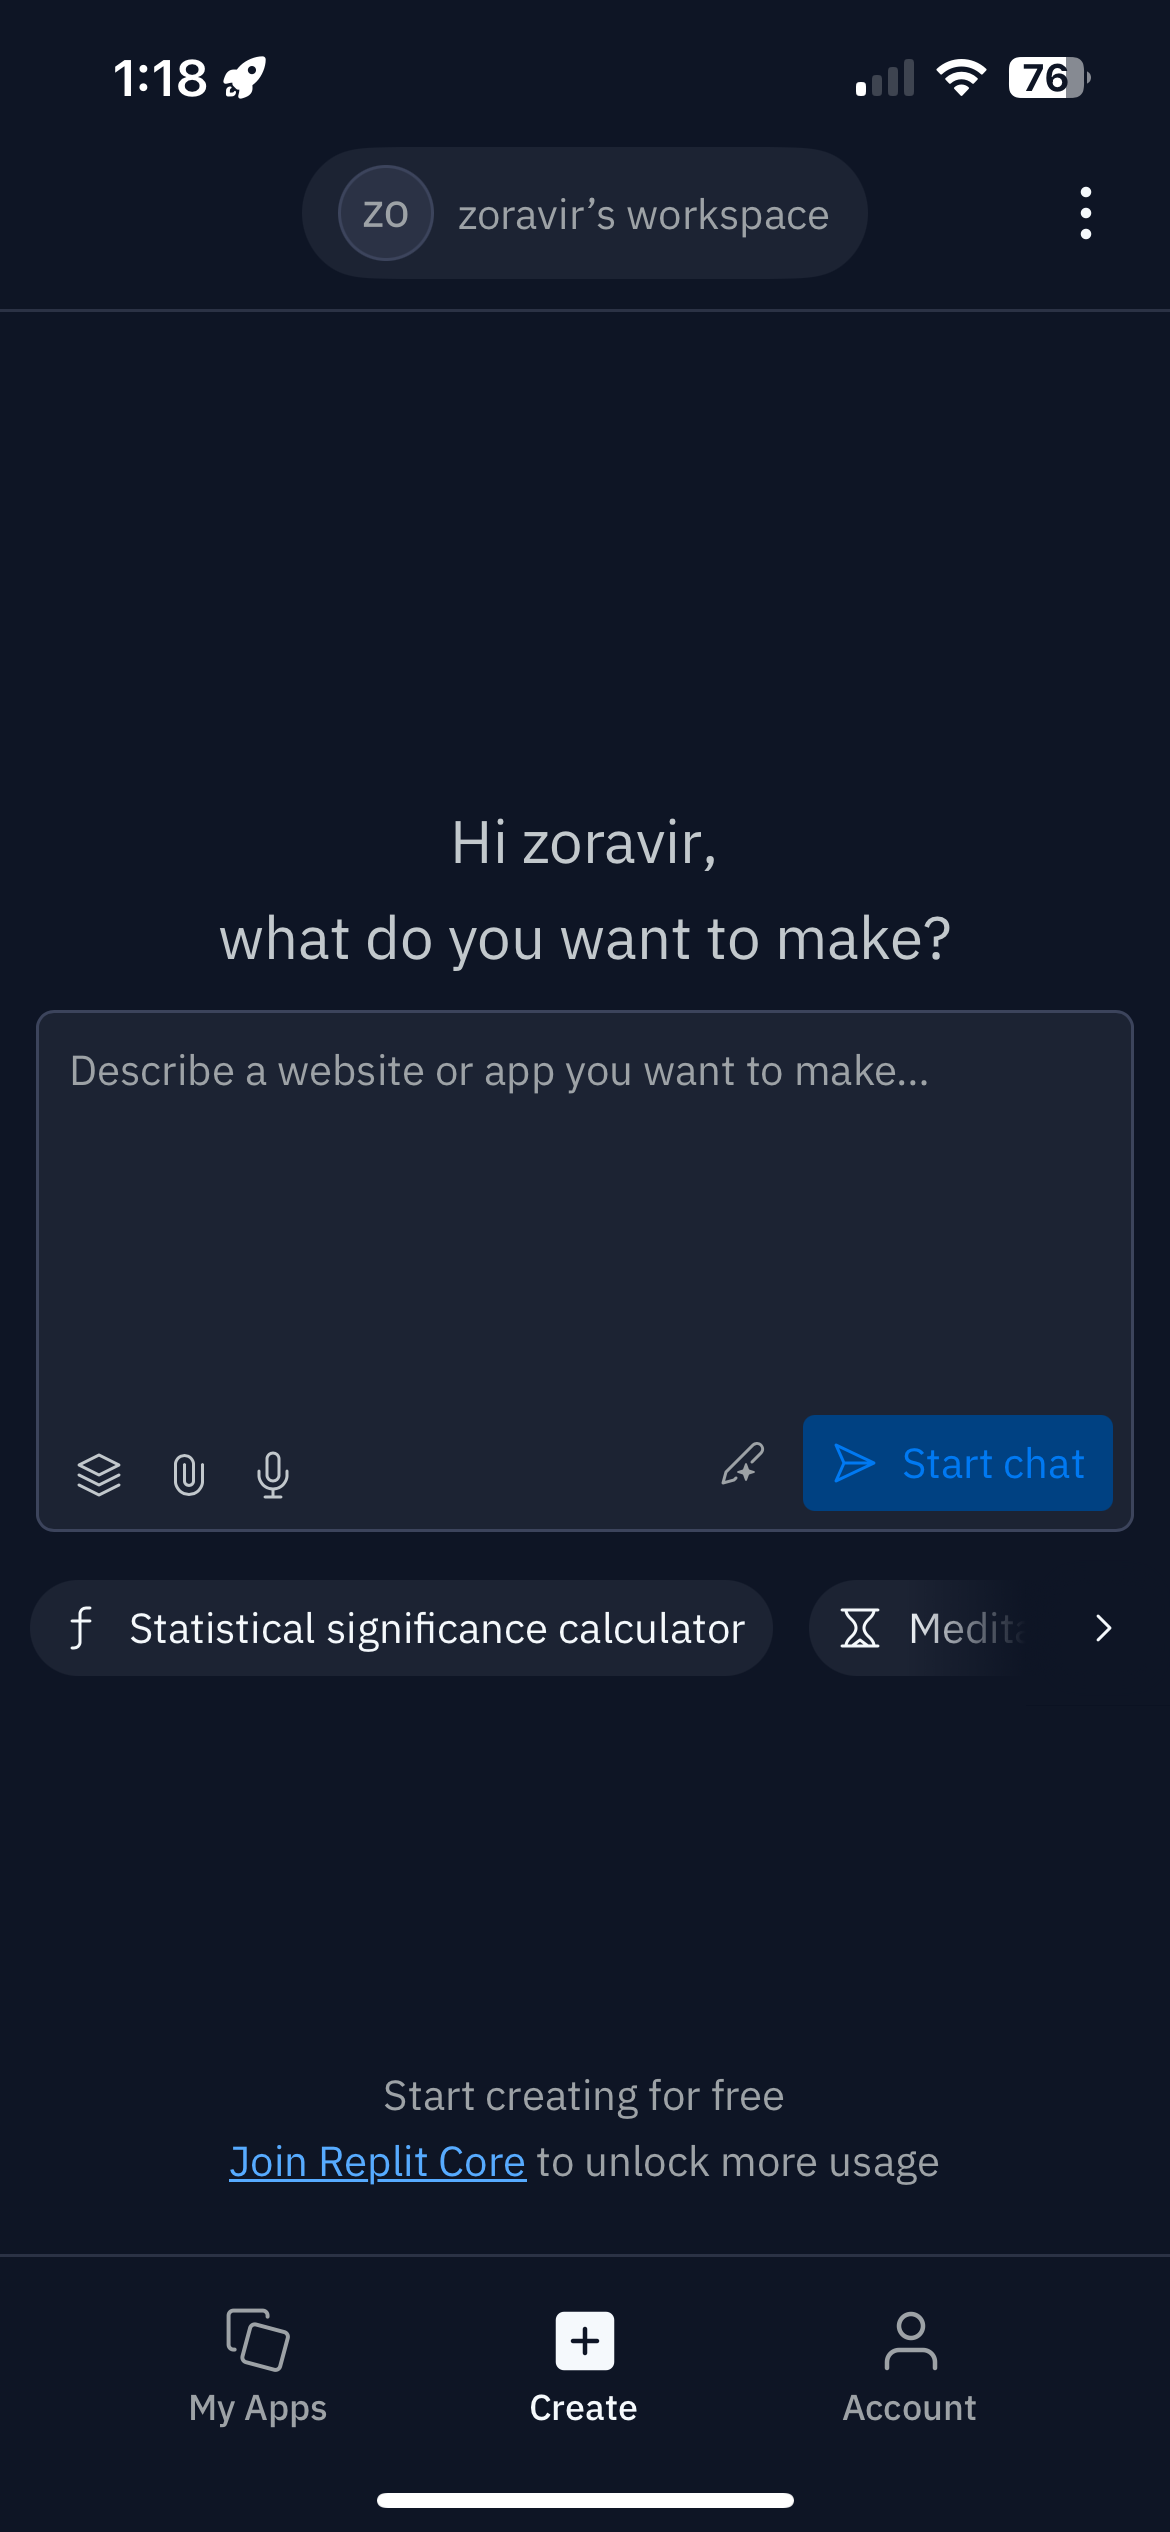 1:18
76
ZO
zoravir’s workspace
Hi zoravir,
what do you want to make?
Describe a website or app you want to make...
Start chat
Statistical significance calculator
Start creating for free
Join Replit Core to unlock more usage
My Apps
Create
Account